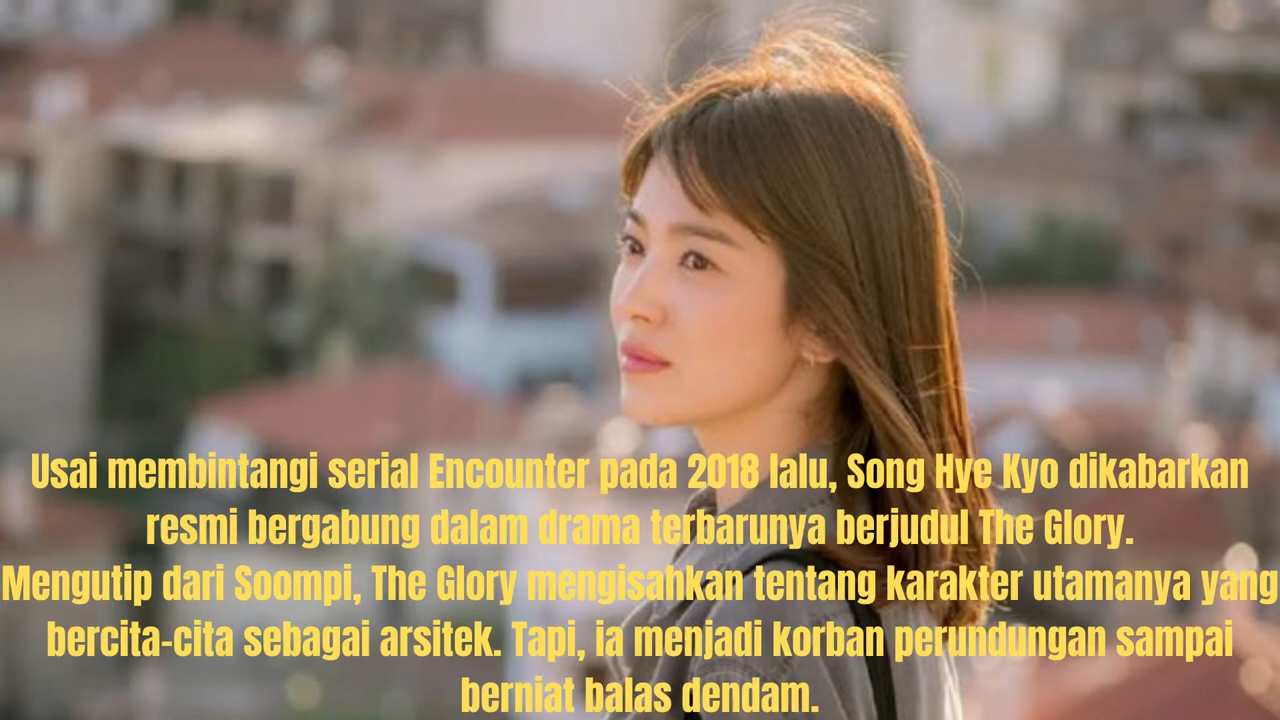 Usai membintangi serial Encounter pada 2018 lalu, Song Hye Kyo dikabarkan
resmi bergabung dalam drama terbarunya berjudul The Glory.
Mengutip dari Soompi, The Glory mengisahkan tentang karakter utamanya yang
bercita-cita sebagai arsitek. Tapi, ia menjadi korban perundungan sampai
berniat balas dendam.